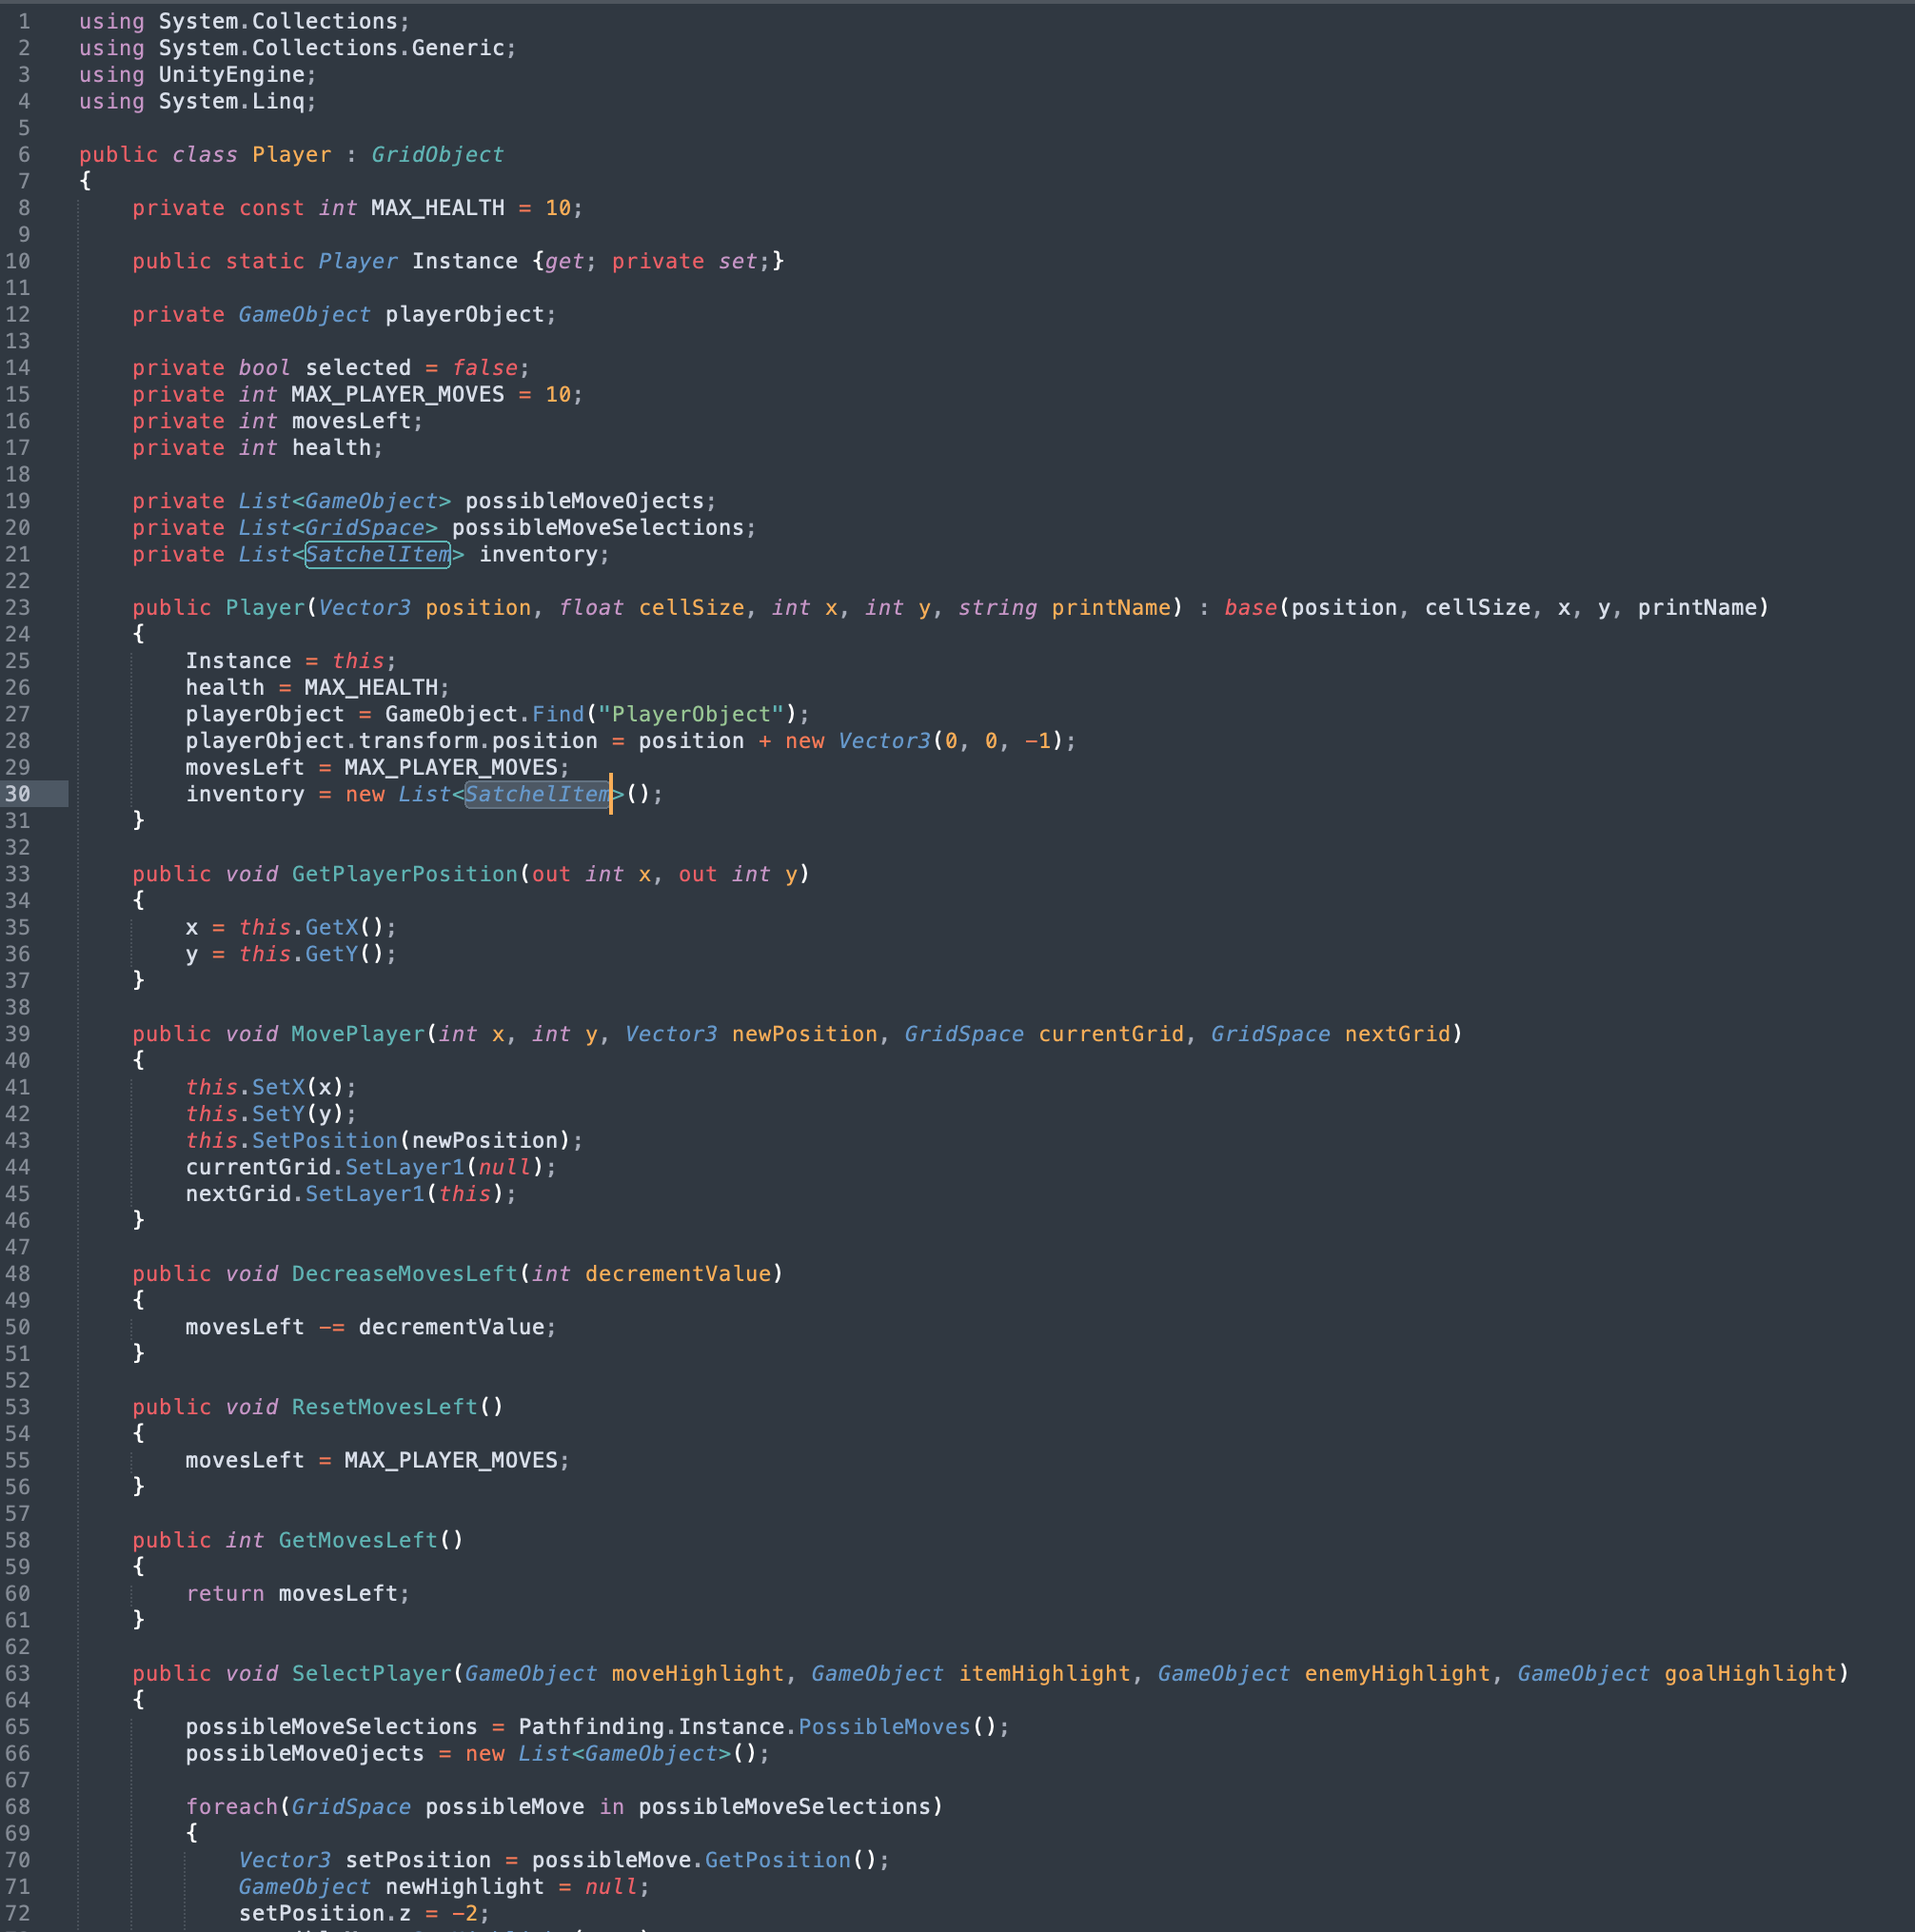 1 using System.Collections;
2 using System.Collections.Generic;
3 using UnityEngine;
4 using System.Linq;
5
6 public class Player : GridObject
7 {
8     private const int MAX_HEALTH = 10;
9
10     public static Player Instance {get; private set;}
11
12     private GameObject playerObject;
13
14     private bool selected = false;
15     private int MAX_PLAYER_MOVES = 10;
16     private int movesLeft;
17     private int health;
18
19     private List<GameObject> possibleMoveOjects;
20     private List<GridSpace> possibleMoveSelections;
21     private List<SatchelItem> inventory;
22
23     public Player(Vector3 position, float cellSize, int x, int y, string printName) : base(position, cellSize, x, y, printName)
24     {
25         Instance = this;
26         health = MAX_HEALTH;
27         playerObject = GameObject.Find("PlayerObject");
28         playerObject.transform.position = position + new Vector3(0, 0, -1);
29         movesLeft = MAX_PLAYER_MOVES;
30         inventory = new List<SatchelItem>();
31     }
32
33     public void GetPlayerPosition(out int x, out int y)
34     {
35         x = this.GetX();
36         y = this.GetY();
37     }
38
39     public void MovePlayer(int x, int y, Vector3 newPosition, GridSpace currentGrid, GridSpace nextGrid)
40     {
41         this.SetX(x);
42         this.SetY(y);
43         this.SetPosition(newPosition);
44         currentGrid.SetLayer1(null);
45         nextGrid.SetLayer1(this);
46     }
47
48     public void DecreaseMovesLeft(int decrementValue)
49     {
50         movesLeft -= decrementValue;
51     }
52
53     public void ResetMovesLeft()
54     {
55         movesLeft = MAX_PLAYER_MOVES;
56     }
57
58     public int GetMovesLeft()
59     {
60         return movesLeft;
61     }
62
63     public void SelectPlayer(GameObject moveHighlight, GameObject itemHighlight, GameObject enemyHighlight, GameObject goalHighlight)
64     {
65         possibleMoveSelections = Pathfinding.Instance.PossibleMoves();
66         possibleMoveOjects = new List<GameObject>();
67
68         foreach(GridSpace possibleMove in possibleMoveSelections)
69         {
70             Vector3 setPosition = possibleMove.GetPosition();
71             GameObject newHighlight = null;
72             setPosition.z = -2;